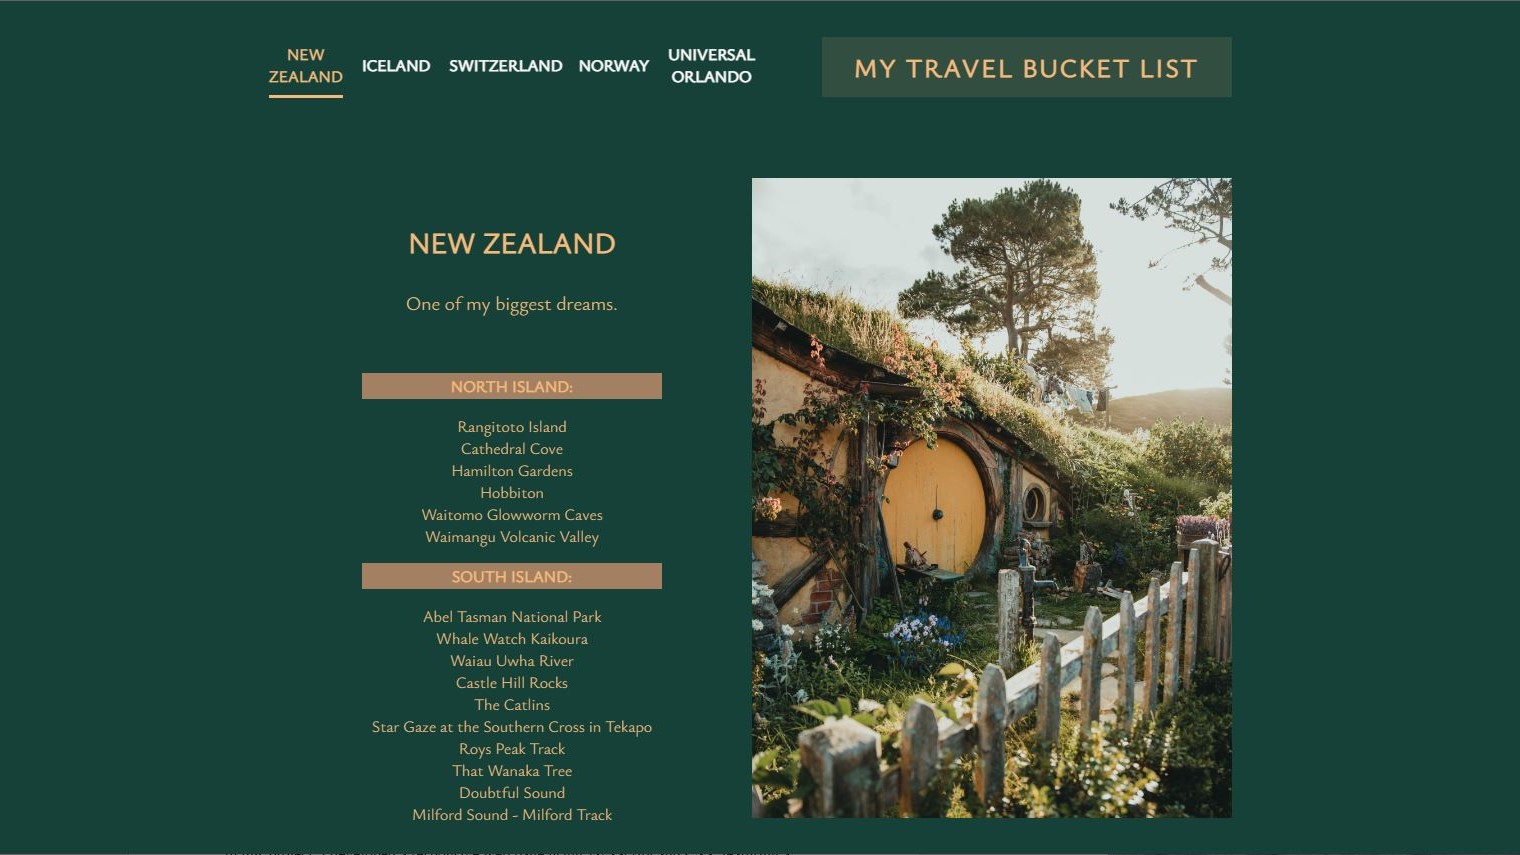 NEW
ZEALAND
ICELAND
SWITZERLAND
NORWAY
UNIVERSAL
ORLANDO
MY TRAVEL BUCKET LIST
NEW ZEALAND
One of my biggest dreams.
NORTH ISLAND:
Rangitoto Island
Cathedral Cove
Hamilton Gardens
Hobbiton
Waitomo Glowworm Caves
Waimangu Volcanic Valley
SOUTH ISLAND:
Abel Tasman National Park
Whale Watch Kaikoura
Waiau Uwha River
Castle Hill Rocks
The Catlins
Star Gaze at the Southern Cross in Tekapo
Roys Peak Track
That Wanaka Tree
Doubtful Sound
Milford Sound - Milford Track